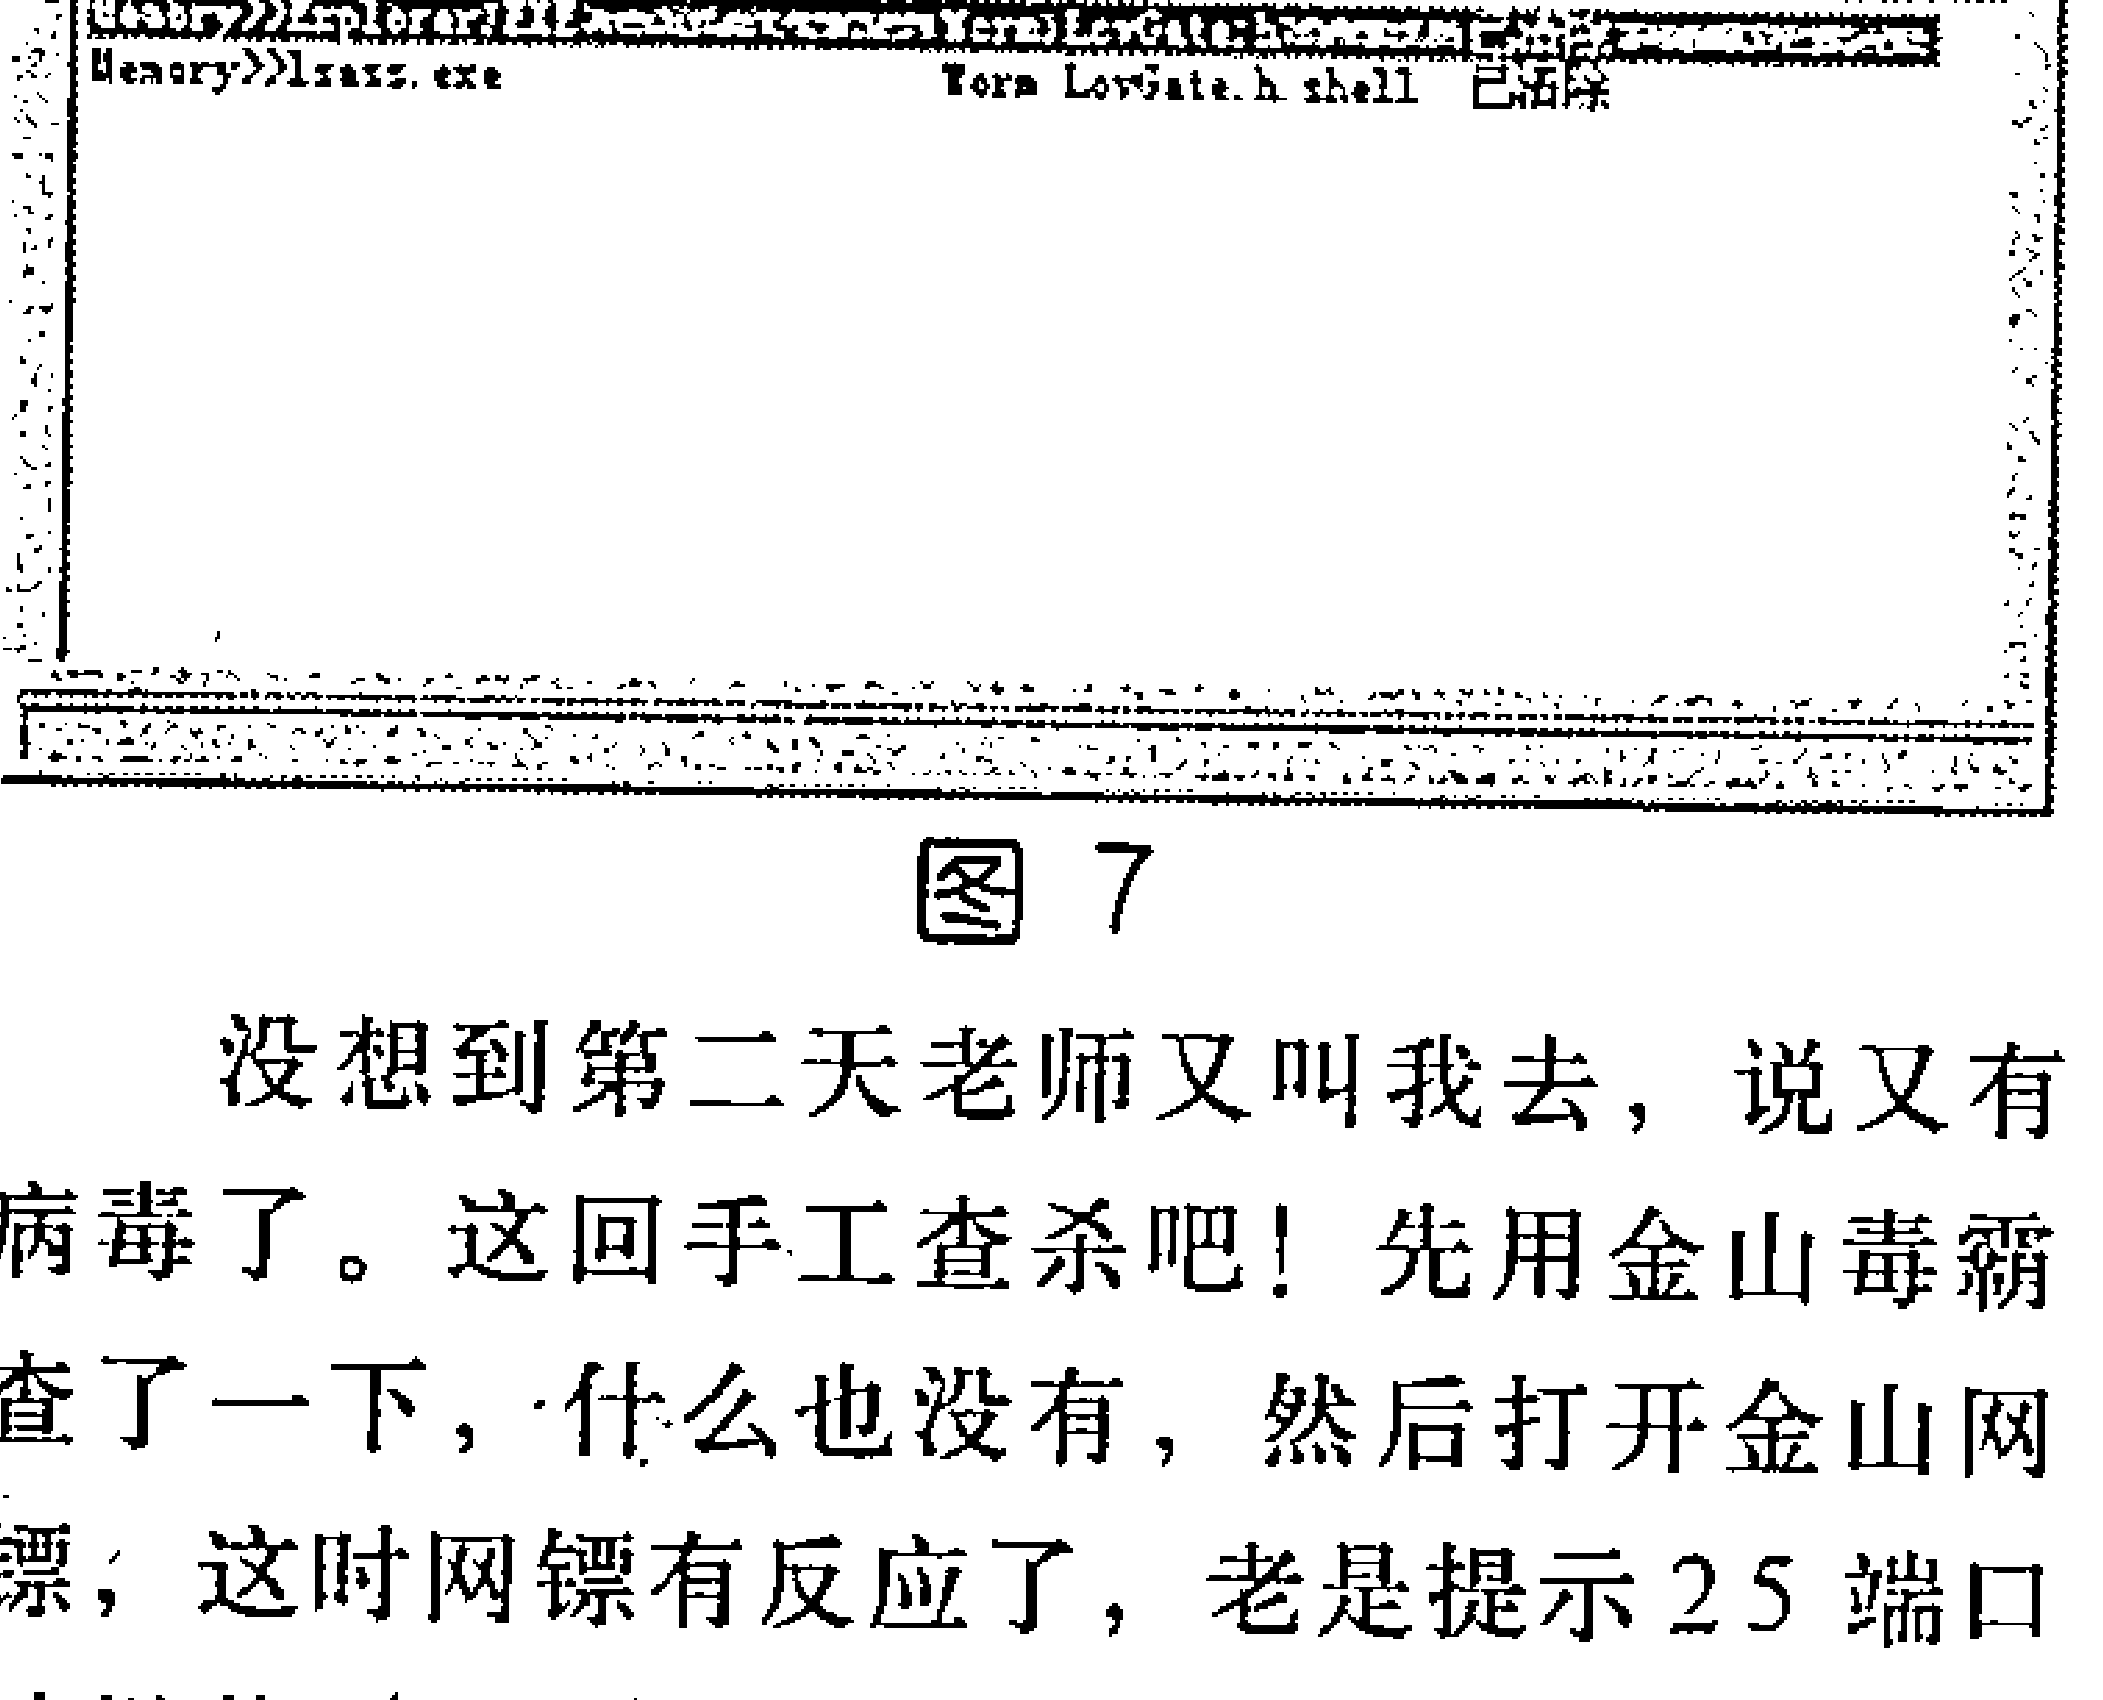 Memory>>lsass.exe Worm LovGate.h.shell 已清除
图 7
没想到第二天老师又叫我去，说又有
病毒了。这回手工查杀吧！先用金山毒霸
查了一下，什么也没有，然后打开金山网
镖，这时网镖有反应了，老是提示25端口